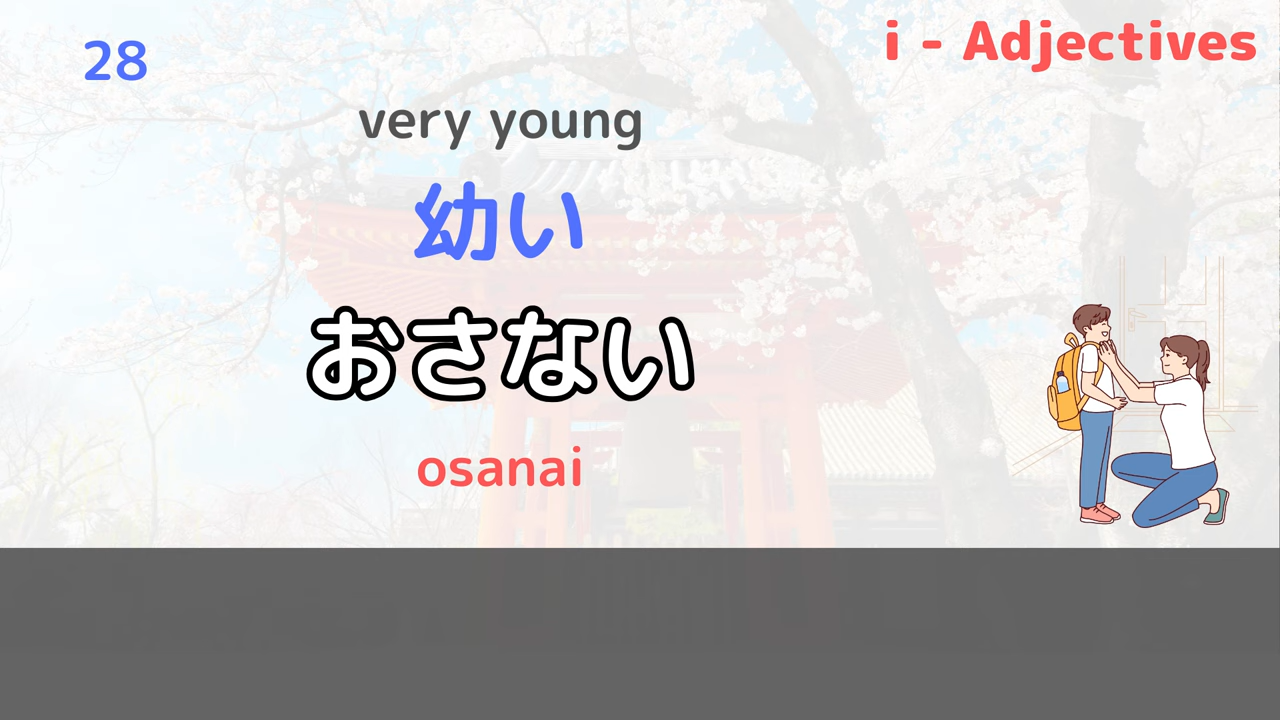 28
i - Adjectives
very young
幼い
おさない
osanai